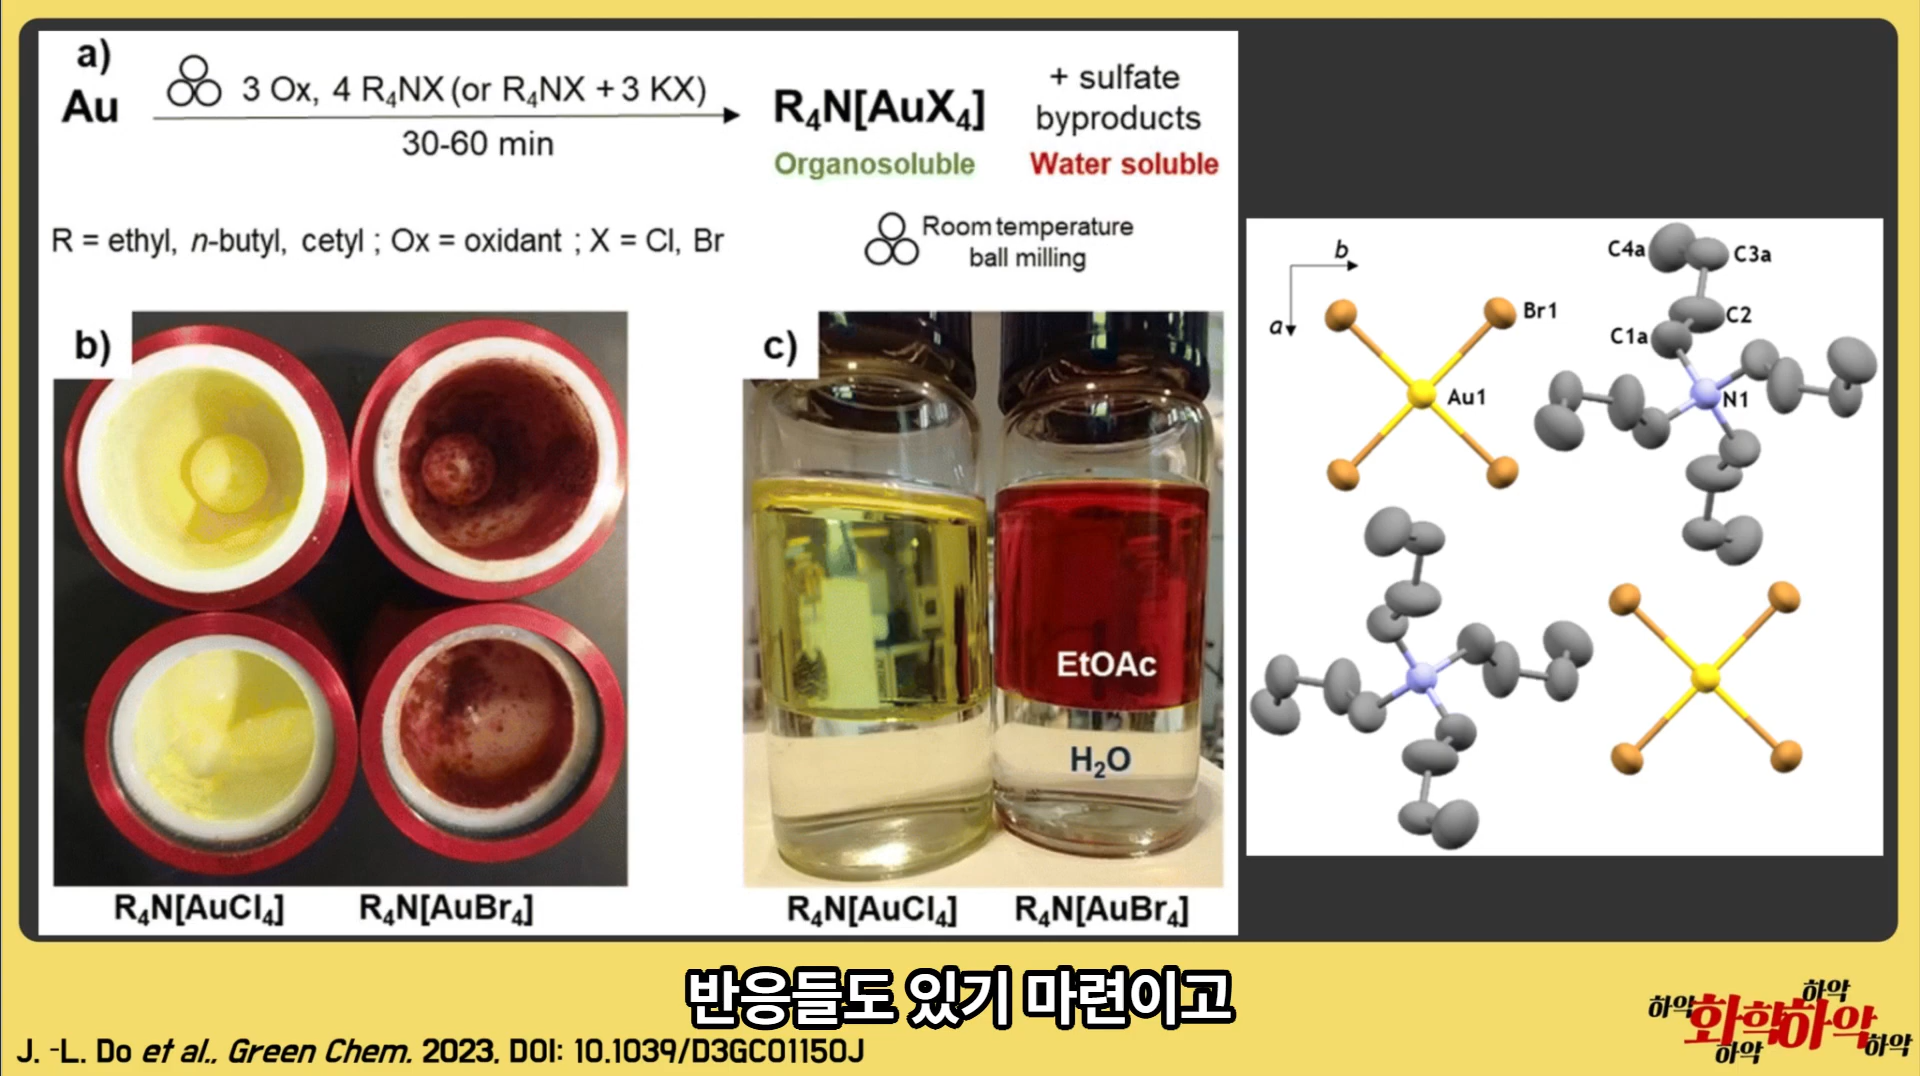 a)
Au
3 Ox, 4 R₄NX (or R₄NX + 3 KX)
30-60 min
R₄N[AuX₄]
Organosoluble
+ sulfate
byproducts
Water soluble
R = ethyl, n-butyl, cetyl ; Ox = oxidant ; X = Cl, Br
Room temperature
ball milling
b)
R₄N[AuCl₄]
R₄N[AuBr₄]
c)
EtOAc
H₂O
R₄N[AuCl₄]
R₄N[AuBr₄]
b
a
C4a
C3a
Br1
C2
C1a
Au1
N1
반응들도 있기 마련이고
J. -L. Do et al., Green Chem. 2023, DOI: 10.1039/D3GC01150J
하악
하악
화학하악
하악
하악